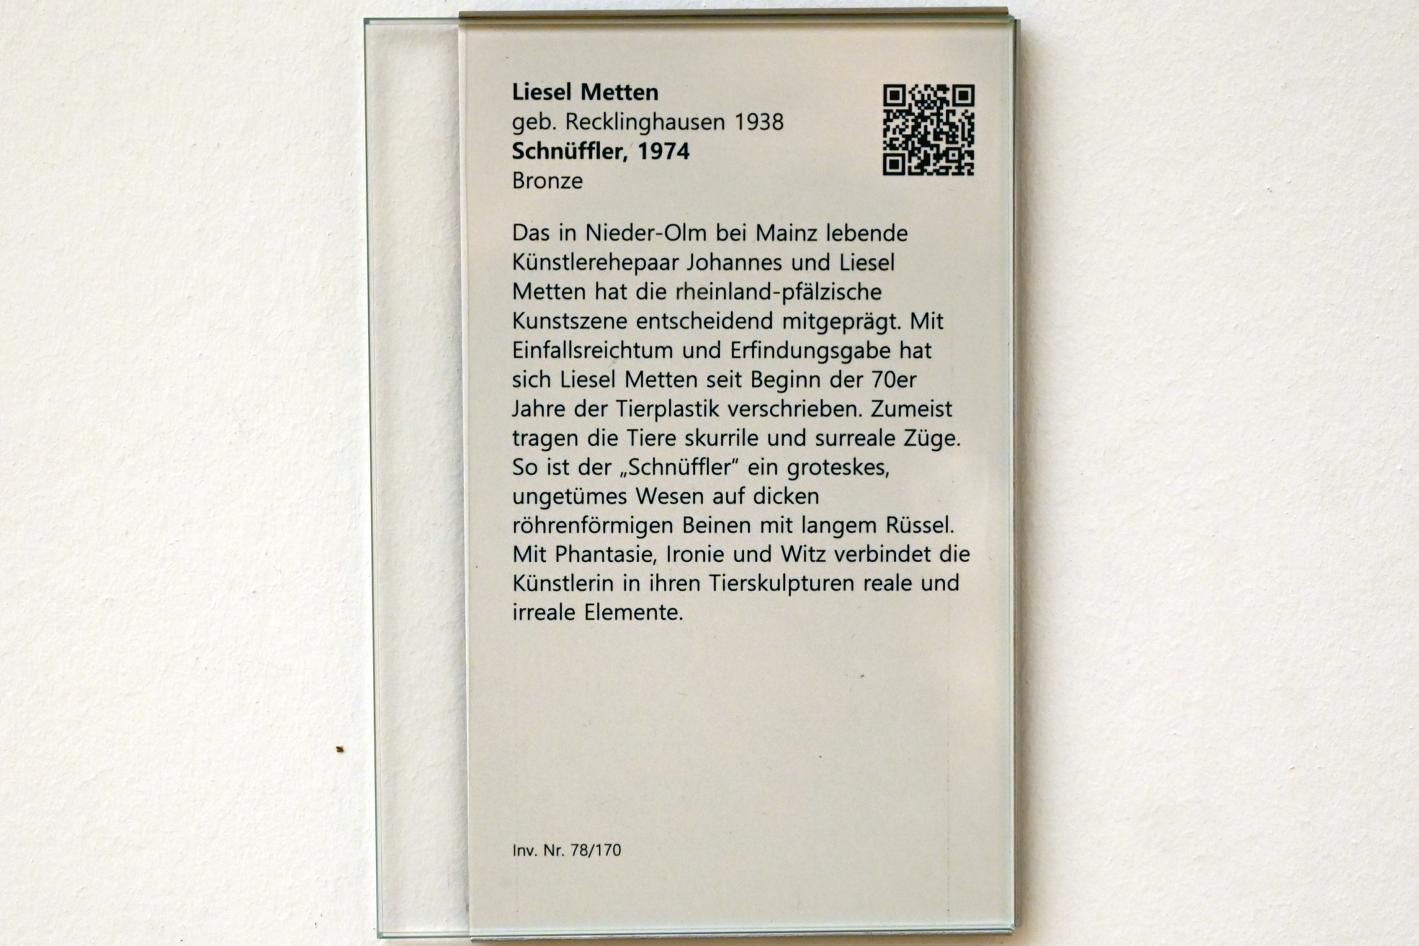 Liesel Metten
geb. Recklinghausen 1938
Schnüffler, 1974
Bronze
Das in Nieder-Olm bei Mainz lebende
Künstlerehepaar Johannes und Liesel
Metten hat die rheinland-pfälzische
Kunstszene entscheidend mitgeprägt. Mit
Einfallsreichtum und Erfindungsgabe hat
sich Liesel Metten seit Beginn der 70er
Jahre der Tierplastik verschrieben. Zumeist
tragen die Tiere skurrile und surreale Züge.
So ist der „Schnüffler“ ein groteskes,
ungetümes Wesen auf dicken
röhrenförmigen Beinen mit langem Rüssel.
Mit Phantasie, Ironie und Witz verbindet die
Künstlerin in ihren Tierskulpturen reale und
irreale Elemente.
Inv. Nr. 78/170